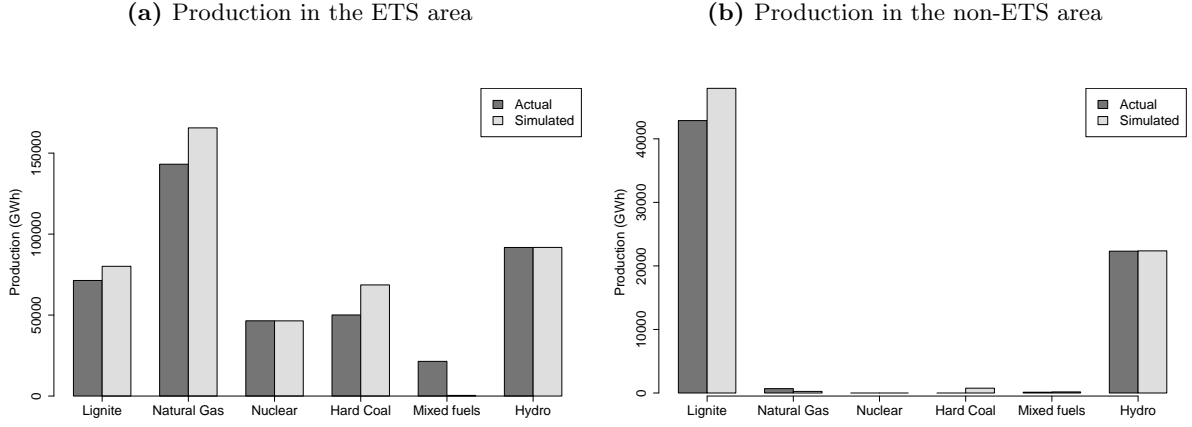 (a) Production in the ETS area
Actual
Simulated
Production (GWh)
150000
100000
50000
0
Lignite Natural Gas Nuclear Hard Coal Mixed fuels Hydro
(b) Production in the non-ETS area
Actual
Simulated
Production (GWh)
40000
30000
20000
10000
0
Lignite Natural Gas Nuclear Hard Coal Mixed fuels Hydro